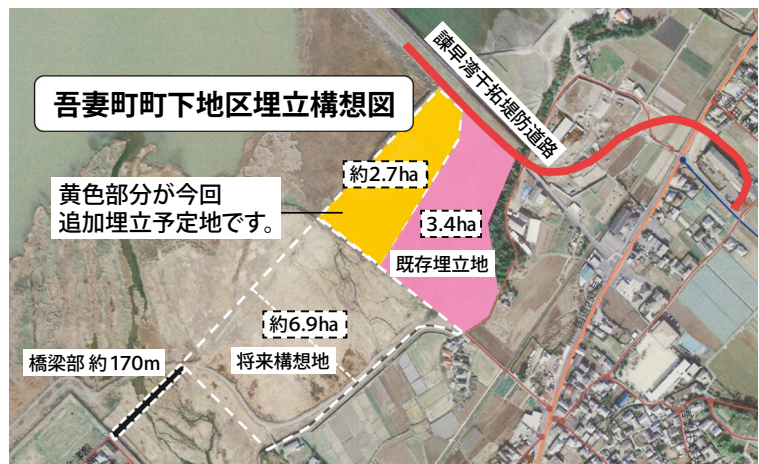 吾妻町町下地区埋立構想図
諫早湾干拓堤防道路
約2.7ha
黄色部分が今回
追加埋立予定地です。
3.4ha
既存埋立地
約6.9ha
将来構想地
橋梁部 約170m